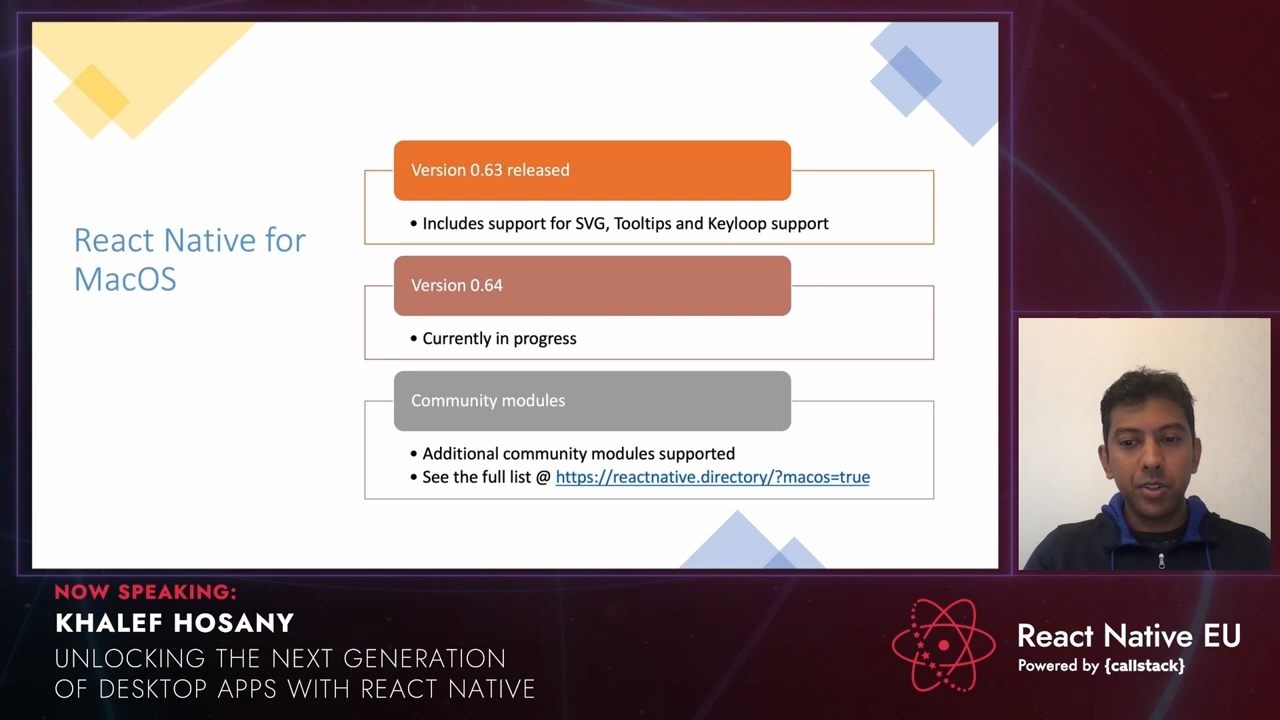 React Native for
MacOS
Version 0.63 released
• Includes support for SVG, Tooltips and Keyloop support
Version 0.64
• Currently in progress
Community modules
• Additional community modules supported
• See the full list @ https://reactnative.directory/?macos=true
NOW SPEAKING:
KHALEF HOSANY
UNLOCKING THE NEXT GENERATION
OF DESKTOP APPS WITH REACT NATIVE
React Native EU
Powered by {callstack}